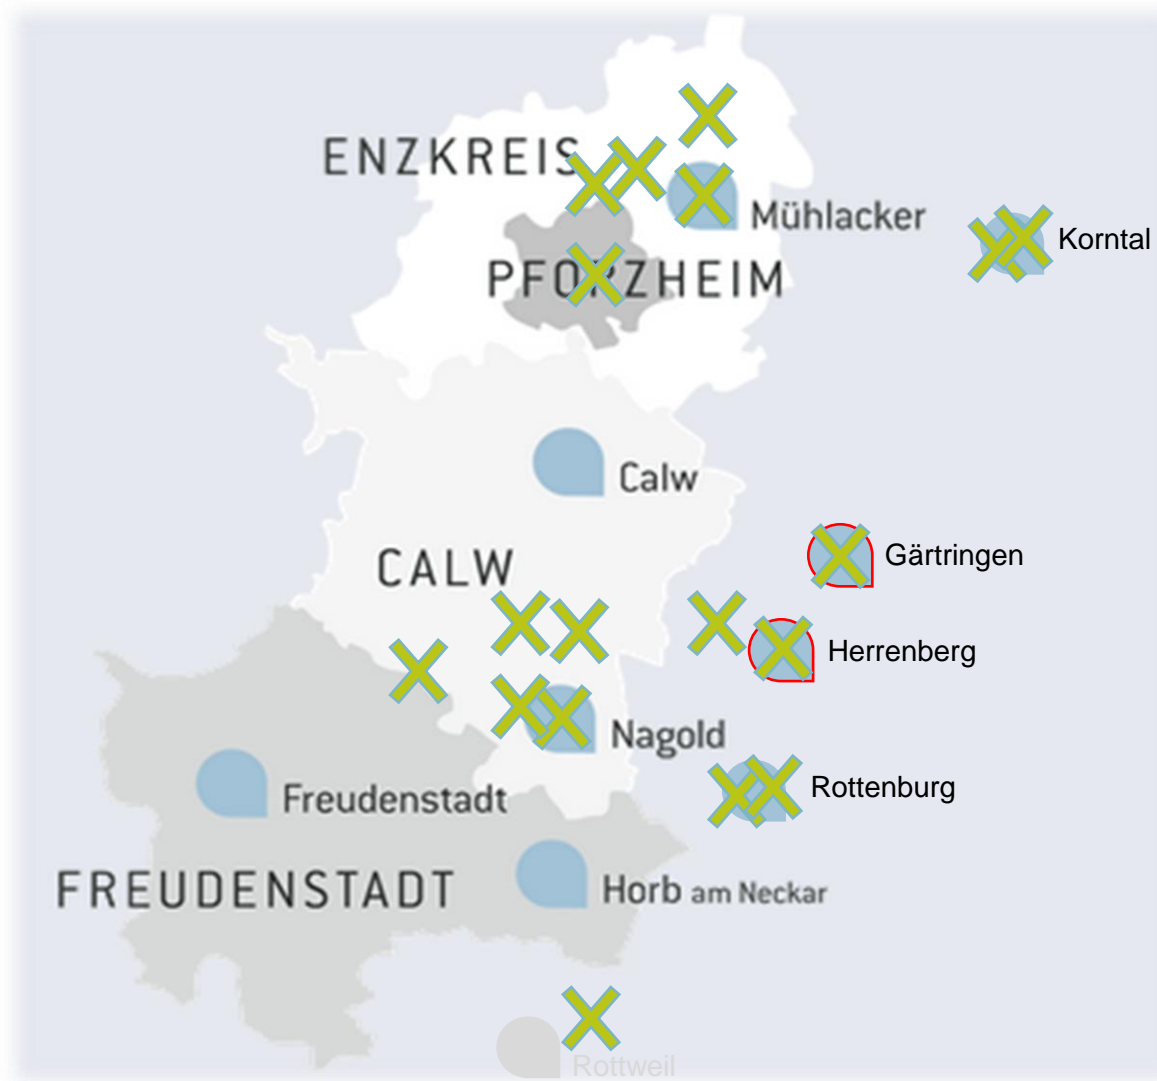 ENZKREIS
Mühlacker
Korntal
PFORZHEIM
Calw
Gärtringen
CALW
Herrenberg
Nagold
Rottenburg
Freudenstadt
FREUDENSTADT
Horb am Neckar
Rottweil